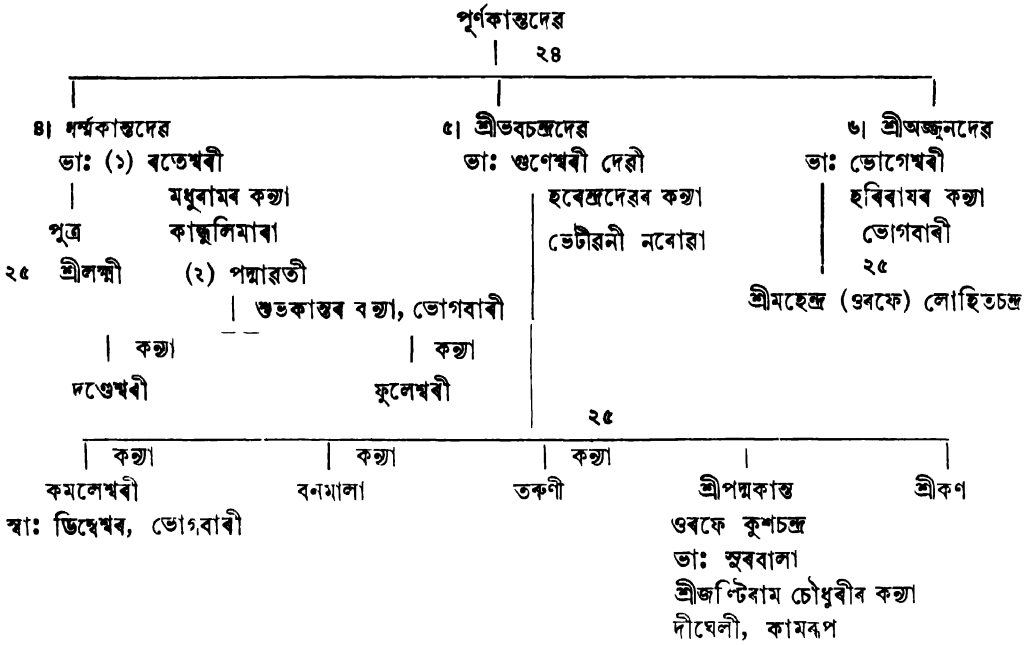 পূৰ্ণকান্তদেৱ
২৪
৪। ধৰ্ম্মকান্তদেৱ ৫। শ্ৰীভবচন্দ্ৰদেৱ ৬। শ্ৰীঅৰ্জ্জুনদেৱ
ভা: (১) ৰতেশ্বৰী ভা: গুণেশ্বৰী দেৱী ভা: ভোগেশ্বৰী
মধুৰামৰ কন্যা হৰেন্দ্ৰদেৱৰ কন্যা হৰিৰাযৰ কন্যা
পুত্ৰ কান্ধুলিমাৰা ভেটীৱনী নবোৱা ভোগবাৰী
২৫ শ্ৰীলক্ষ্মী (২) পদ্মাৱতী ২৫
শুভকান্তৰ কন্যা, ভোগবাৰী শ্ৰীমহেন্দ্ৰ (ওৰফে) লোহিতচন্দ্ৰ
কন্যা কন্যা
দণ্ডেশ্বৰী ফুলেশ্বৰী
২৫
কন্যা কন্যা কন্যা
কমলেশ্বৰী বনমালা তৰুণী শ্ৰীপদ্মকান্ত শ্ৰীকণ
স্বা: ডিম্বেশ্বৰ, ভোগবাৰী ওৰফে কুশচন্দ্ৰ
ভা: সুৰবালা
শ্ৰীজণ্টিৰাম চৌধুৰীৰ কন্যা
দীঘেলী, কামৰূপ